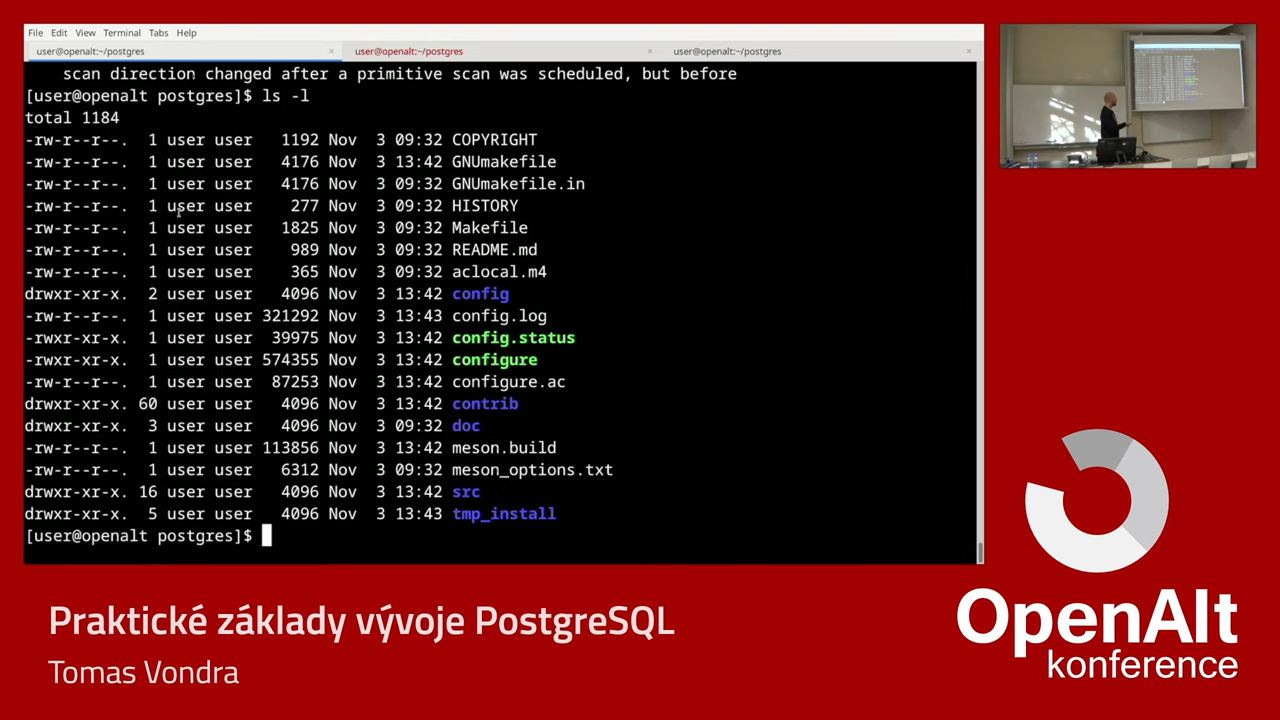 File Edit View Terminal Tabs Help
user@openalt:~/postgres × user@openalt:~/postgres × user@openalt:~/postgres ×
scan direction changed after a primitive scan was scheduled, but before
[user@openalt postgres]$ ls -l
total 1184
-rw-r--r--. 1 user user 1192 Nov 3 09:32 COPYRIGHT
-rw-r--r--. 1 user user 4176 Nov 3 13:42 GNUmakefile
-rw-r--r--. 1 user user 4176 Nov 3 09:32 GNUmakefile.in
-rw-r--r--. 1 user user 277 Nov 3 09:32 HISTORY
-rw-r--r--. 1 user user 1825 Nov 3 09:32 Makefile
-rw-r--r--. 1 user user 989 Nov 3 09:32 README.md
-rw-r--r--. 1 user user 365 Nov 3 09:32 aclocal.m4
drwxr-xr-x. 2 user user 4096 Nov 3 13:42 config
-rw-r--r--. 1 user user 321292 Nov 3 13:43 config.log
-rwxr-xr-x. 1 user user 39975 Nov 3 13:42 config.status
-rwxr-xr-x. 1 user user 574355 Nov 3 13:42 configure
-rw-r--r--. 1 user user 87253 Nov 3 13:42 configure.ac
drwxr-xr-x. 60 user user 4096 Nov 3 13:42 contrib
drwxr-xr-x. 3 user user 4096 Nov 3 09:32 doc
-rw-r--r--. 1 user user 113856 Nov 3 13:42 meson.build
-rw-r--r--. 1 user user 6312 Nov 3 09:32 meson_options.txt
drwxr-xr-x. 16 user user 4096 Nov 3 13:42 src
drwxr-xr-x. 5 user user 4096 Nov 3 13:43 tmp_install
[user@openalt postgres]$
Praktické základy vývoje PostgreSQL
Tomas Vondra
OpenAlt
konference